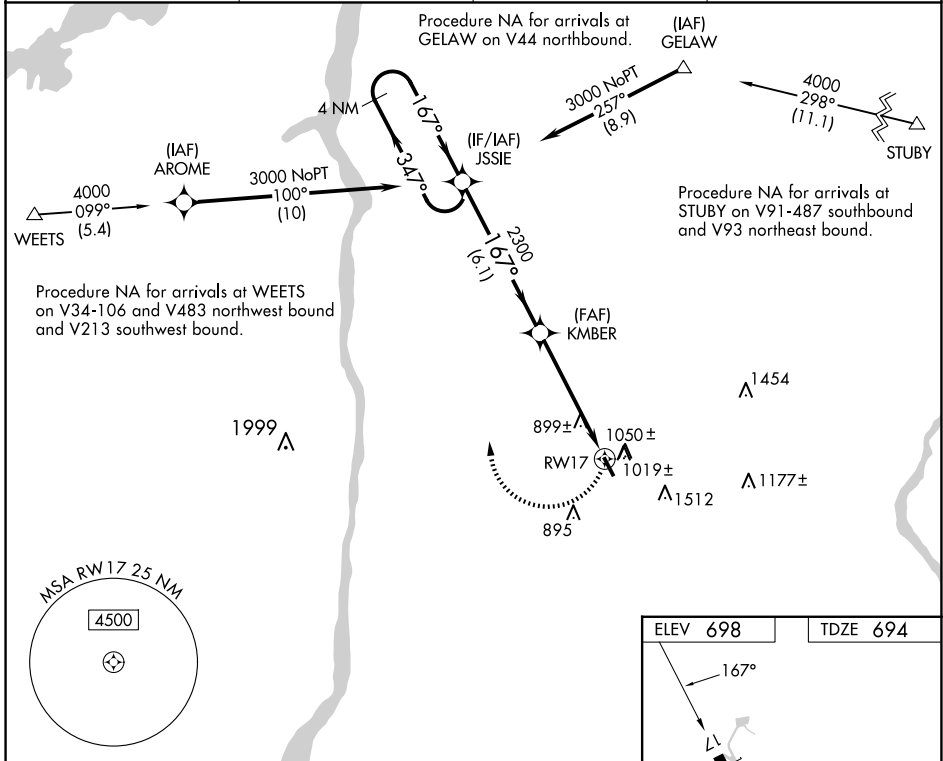 Procedure NA for arrivals at
GELAW on V44 northbound.
(IAF)
GELAW
3000 NoPT
257°
(8.9)
4000
298°
(11.1)
STUBY
Procedure NA for arrivals at
STUBY on V91-487 southbound
and V93 northeast bound.
4 NM
167°
347°
(IF/IAF)
JSSIE
(IAF)
AROME
3000 NoPT
100°
(10)
4000
099°
(5.4)
WEETS
Procedure NA for arrivals at WEETS
on V34-106 and V483 northwest bound
and V213 southwest bound.
2300
167°
(6.1)
(FAF)
KMBER
1454
1999
899±
1050±
RW17
1019±
1177±
1512
895
MSA RW17 25 NM
4500
ELEV 698
TDZE 694
167°
17